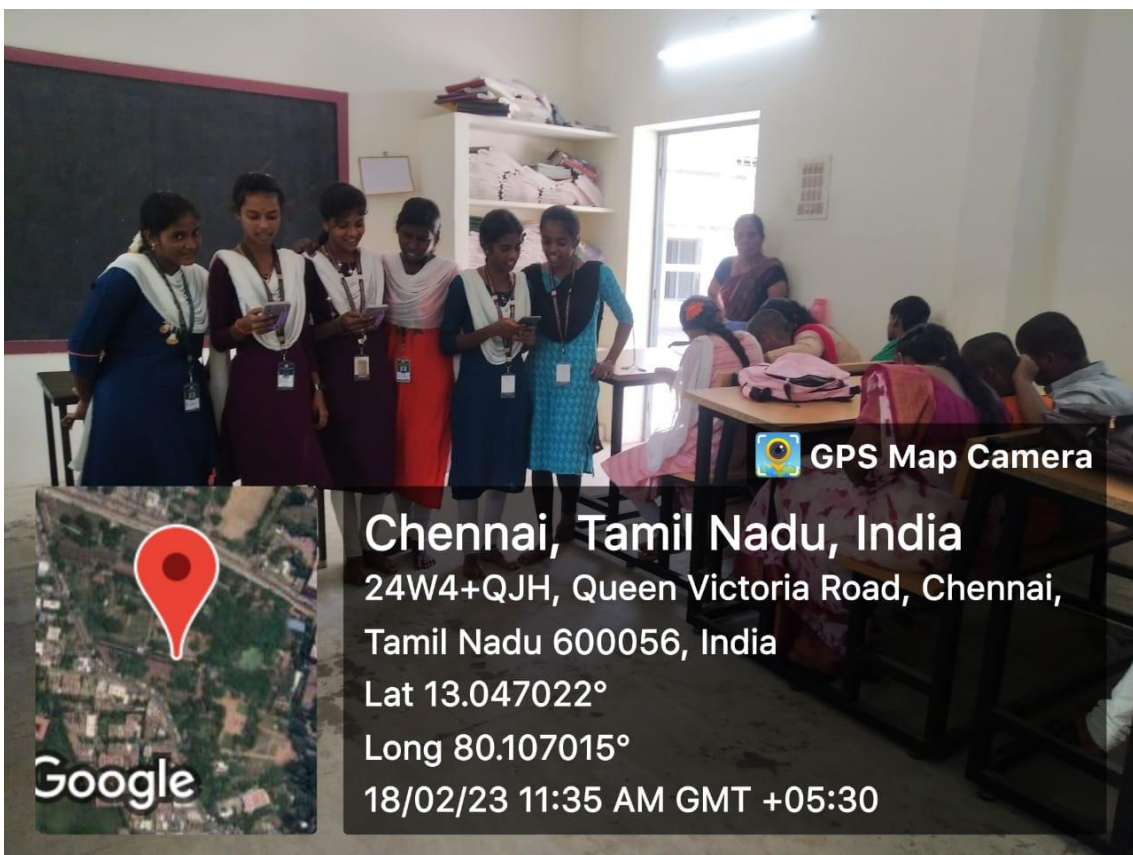 GPS Map Camera
Chennai, Tamil Nadu, India
24W4+QJH, Queen Victoria Road, Chennai,
Tamil Nadu 600056, India
Lat 13.047022°
Long 80.107015°
18/02/23 11:35 AM GMT +05:30
Google